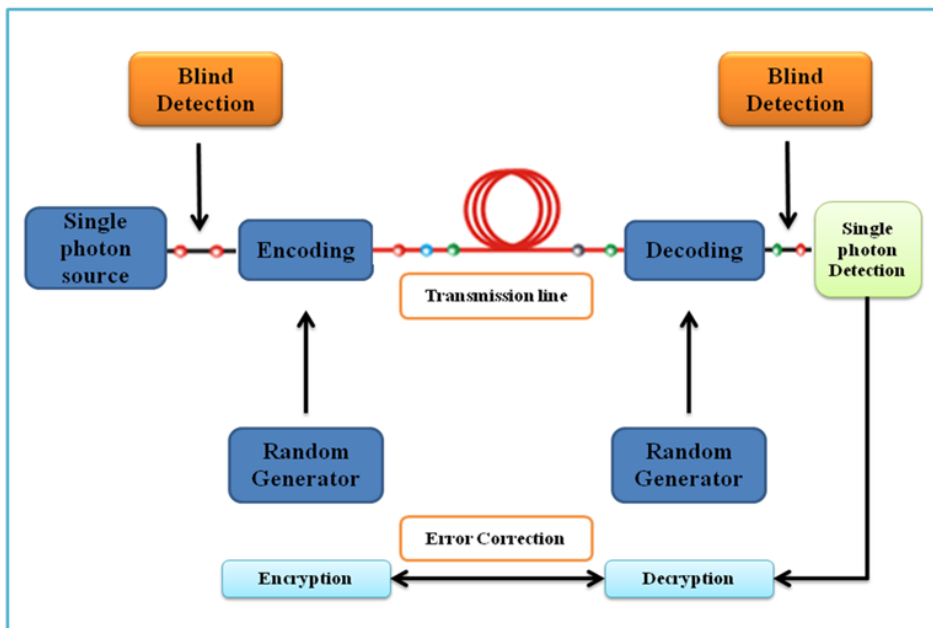 Blind
Detection
Blind
Detection
Single
photon
source
Encoding
Decoding
Single
photon
Detection
Transmission line
Random
Generator
Random
Generator
Error Correction
Encryption
Decryption